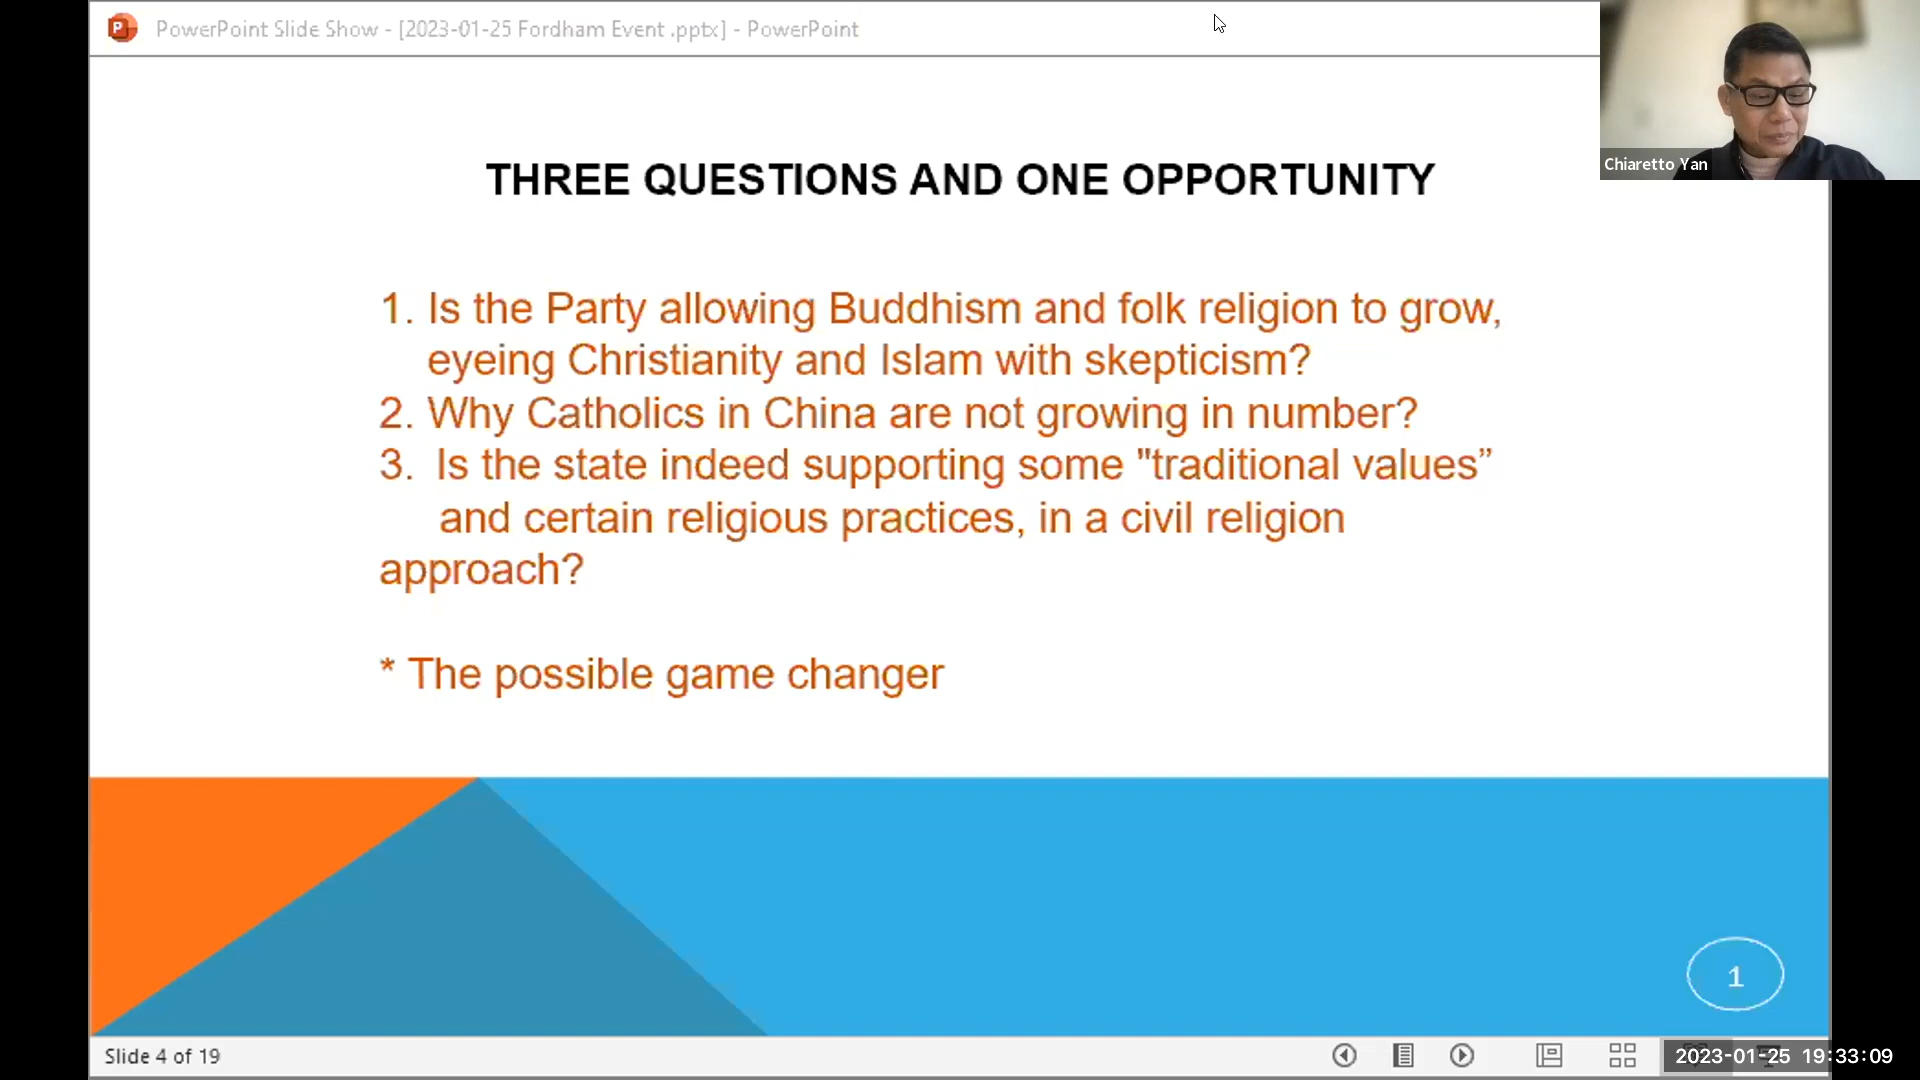 PowerPoint Slide Show - [2023-01-25 Fordham Event .pptx] - PowerPoint
Chiaretto Yan
THREE QUESTIONS AND ONE OPPORTUNITY
1. Is the Party allowing Buddhism and folk religion to grow,
eyeing Christianity and Islam with skepticism?
2. Why Catholics in China are not growing in number?
3. Is the state indeed supporting some "traditional values”
and certain religious practices, in a civil religion
approach?
* The possible game changer
1
Slide 4 of 19
2023-01-25 19:33:09